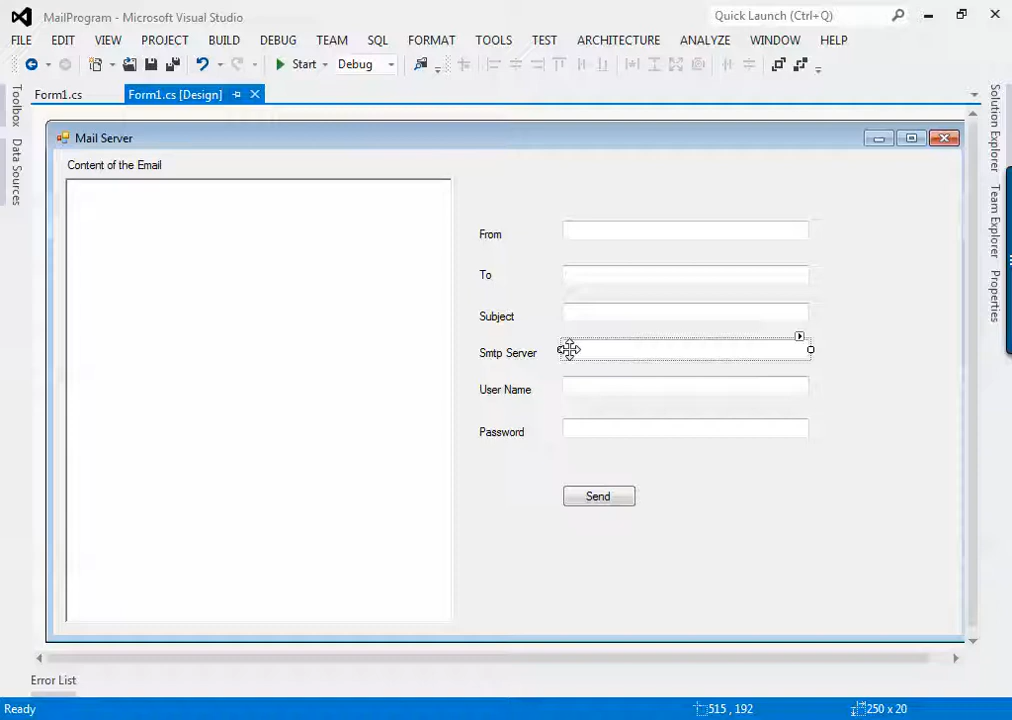 MailProgram - Microsoft Visual Studio
Quick Launch (Ctrl+Q)
FILE EDIT VIEW PROJECT BUILD DEBUG TEAM SQL FORMAT TOOLS TEST ARCHITECTURE ANALYZE WINDOW HELP
Start Debug
Form1.cs Form1.cs [Design]
Toolbox
Data Sources
Solution Explorer
Team Explorer
Properties
Mail Server
Content of the Email
From
To
Subject
Smtp Server
User Name
Password
Send
Error List
Ready 515 , 192 250 x 20